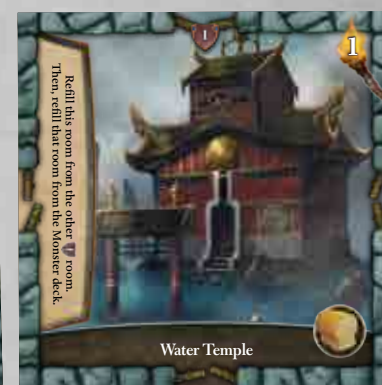 1
1
Refill this room from the other room.
Then, refill that room from the Monster deck.
Water Temple